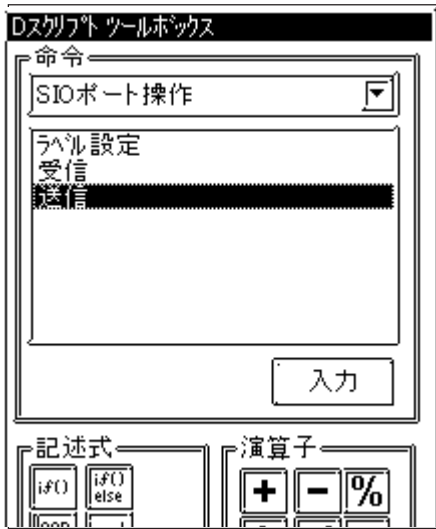 Dｽｸﾘﾌﾟﾄ ﾂｰﾙﾎﾞｯｸｽ
命令
SIOポート操作
ﾗﾍﾞﾙ設定
受信
送信
入力
記述式
演算子
if()
if()
else
+
-
%
loop